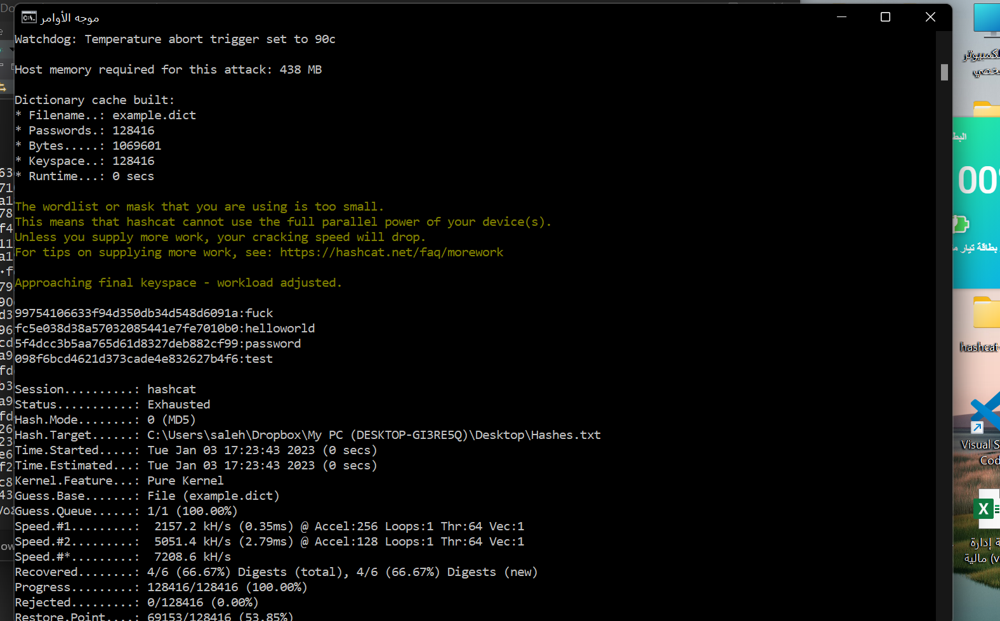 موجه الأوامر
Watchdog: Temperature abort trigger set to 90c
Host memory required for this attack: 438 MB
Dictionary cache built:
* Filename..: example.dict
* Passwords.: 128416
* Bytes.....: 1069601
* Keyspace..: 128416
* Runtime...: 0 secs
The wordlist or mask that you are using is too small.
This means that hashcat cannot use the full parallel power of your device(s).
Unless you supply more work, your cracking speed will drop.
For tips on supplying more work, see: https://hashcat.net/faq/morework
Approaching final keyspace - workload adjusted.
99754106633f94d350db34d548d6091a:fuck
fc5e038d38a57032085441e7fe7010b0:helloworld
5f4dcc3b5aa765d61d8327deb882cf99:password
098f6bcd4621d373cade4e832627b4f6:test
Session..........: hashcat
Status...........: Exhausted
Hash.Mode........: 0 (MD5)
Hash.Target......: C:\Users\saleh\Dropbox\My PC (DESKTOP-GI3RE5Q)\Desktop\Hashes.txt
Time.Started.....: Tue Jan 03 17:23:43 2023 (0 secs)
Time.Estimated...: Tue Jan 03 17:23:43 2023 (0 secs)
Kernel.Feature...: Pure Kernel
Guess.Base.......: File (example.dict)
Guess.Queue......: 1/1 (100.00%)
Speed.#1.........:  2157.2 kH/s (0.35ms) @ Accel:256 Loops:1 Thr:64 Vec:1
Speed.#2.........:  5051.4 kH/s (2.79ms) @ Accel:128 Loops:1 Thr:64 Vec:1
Speed.#*.........:  7208.6 kH/s
Recovered........: 4/6 (66.67%) Digests (total), 4/6 (66.67%) Digests (new)
Progress.........: 128416/128416 (100.00%)
Rejected.........: 0/128416 (0.00%)
Restore.Point....: 69153/128416 (53.85%)
بطاقة تيار
hashcat
Visual
إدارة
مالية